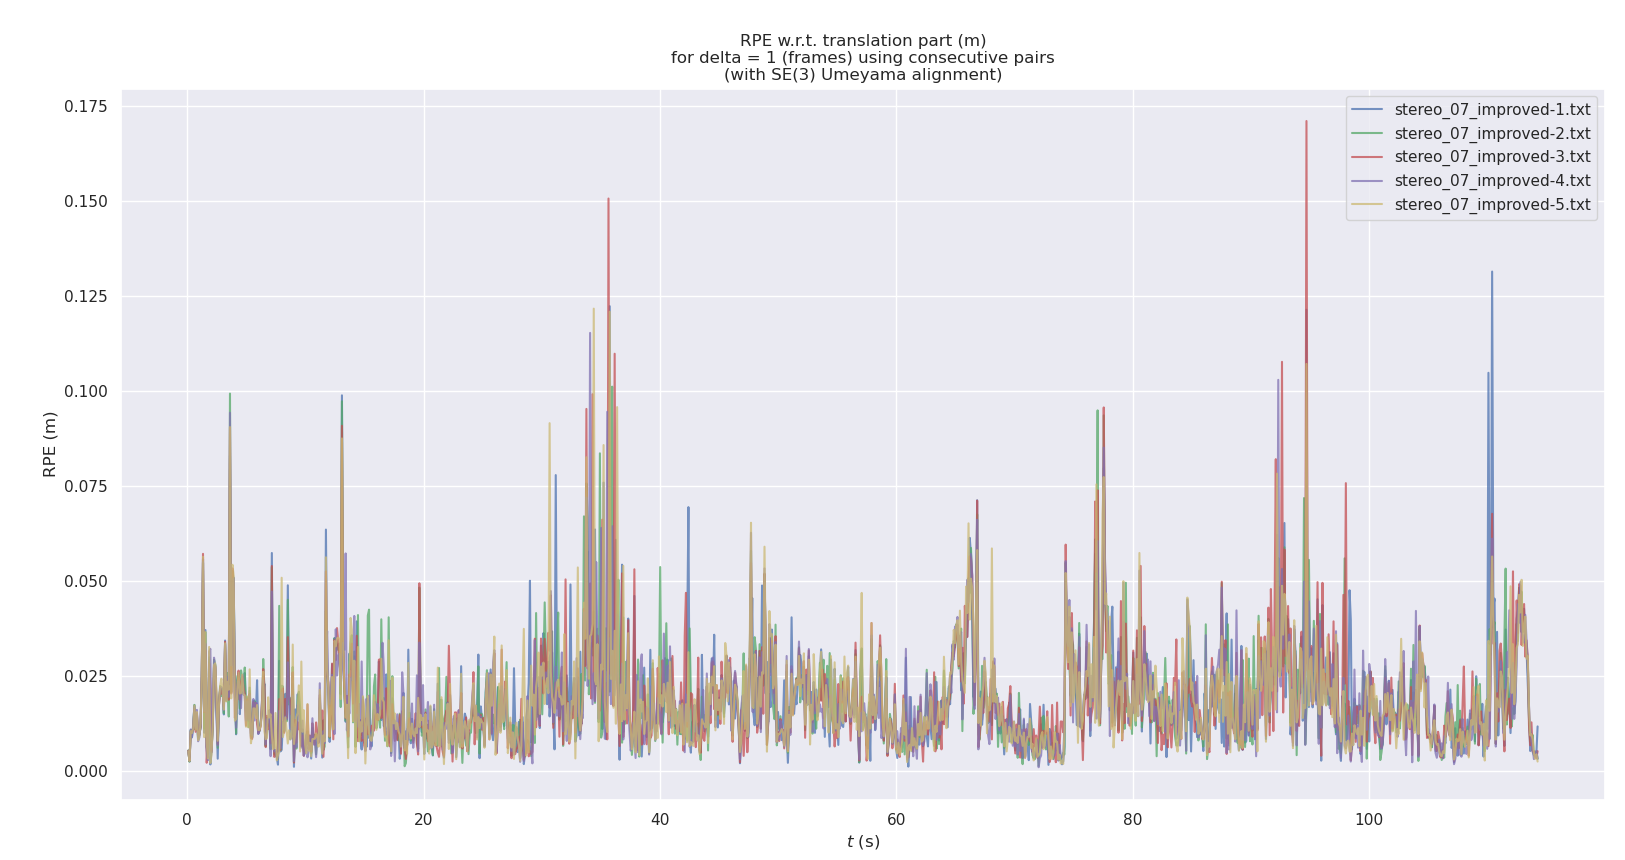 RPE w.r.t. translation part (m)
for delta = 1 (frames) using consecutive pairs
(with SE(3) Umeyama alignment)
0.175
0.150
0.125
0.100
0.075
0.050
0.025
0.000
RPE (m)
stereo_07_improved-1.txt
stereo_07_improved-2.txt
stereo_07_improved-3.txt
stereo_07_improved-4.txt
stereo_07_improved-5.txt
0 20 40 60 80 100
t (s)